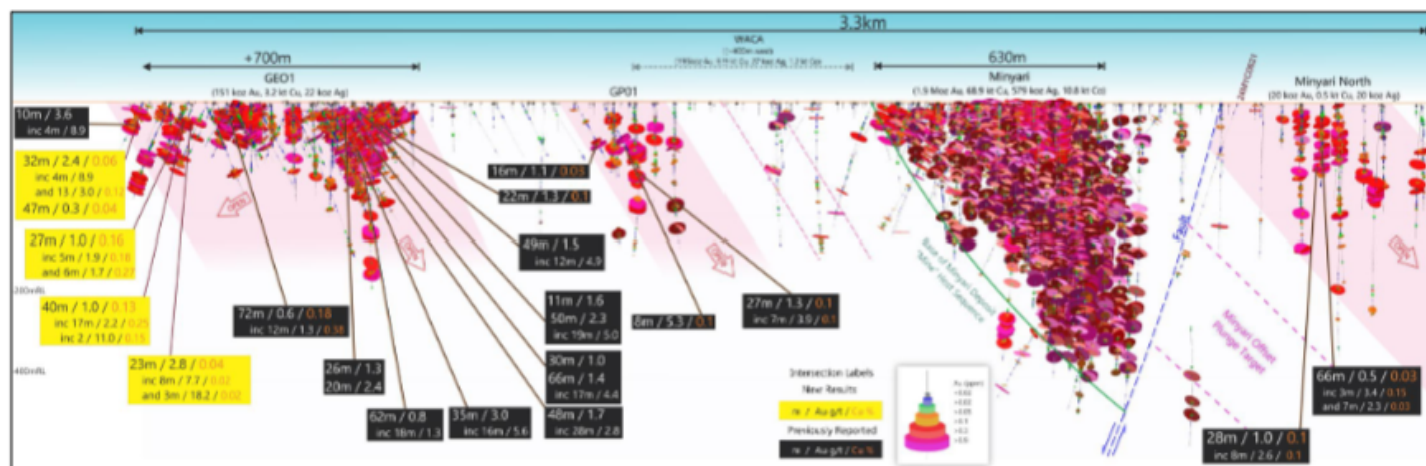 3.3km
+700m
GEO1
(151 koz Au, 3.2 kt Cu, 22 koz Ag)
WACA
GP01
630m
Minyari
(1.9 Moz Au, 68.9 kt Cu, 579 koz Ag, 10.8 kt Co)
Minyari North
(20 koz Au, 0.5 kt Cu, 20 koz Ag)
10m / 3.6
inc 4m / 8.9
32m / 2.4 / 0.06
inc 4m / 8.9
and 13 / 3.0 / 0.12
47m / 0.3 / 0.04
27m / 1.0 / 0.16
inc 5m / 1.9 / 0.18
and 6m / 1.7 / 0.27
40m / 1.0 / 0.13
inc 17m / 2.2 / 0.25
inc 2 / 11.0 / 0.15
23m / 2.8 / 0.04
inc 8m / 7.7 / 0.02
and 3m / 18.2 / 0.02
72m / 0.6 / 0.18
inc 12m / 1.3 / 0.38
26m / 1.3
20m / 2.4
62m / 0.8
inc 18m / 1.3
35m / 3.0
inc 16m / 5.6
48m / 1.7
inc 28m / 2.8
30m / 1.0
66m / 1.4
inc 17m / 4.4
11m / 1.6
50m / 2.3
inc 19m / 5.0
49m / 1.5
inc 12m / 4.9
22m / 1.3 / 0.1
16m / 1.1 / 0.03
8m / 5.3 / 0.1
27m / 1.3 / 0.1
inc 7m / 3.9 / 0.1
Base of Minyari Deposit
"Mine" Host Sequence
Fault
Minyari Offset
Plunge Target
66m / 0.5 / 0.03
inc 3m / 3.4 / 0.15
and 7m / 2.3 / 0.03
28m / 1.0 / 0.1
inc 8m / 2.6 / 0.1
Intersection Labels
New Results
m / Au g/t / Cu %
Previously Reported
m / Au g/t / Cu %
Au (ppm)